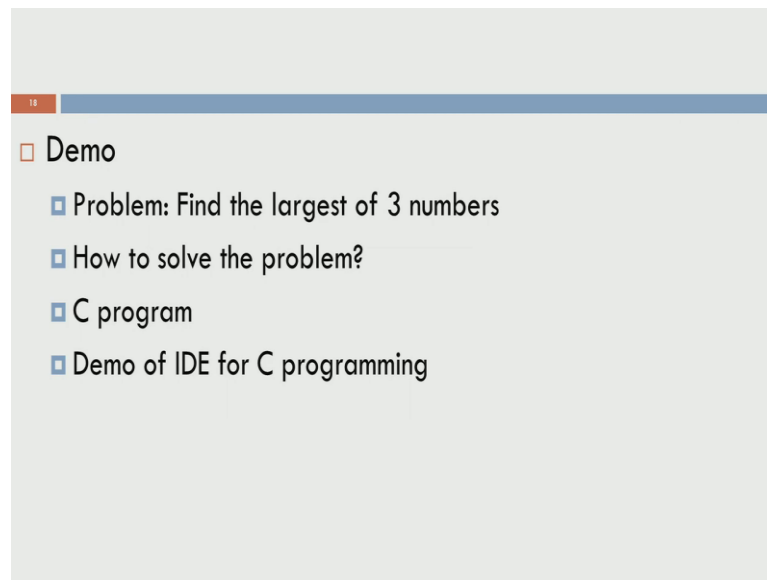 18
Demo
Problem: Find the largest of 3 numbers
How to solve the problem?
C program
Demo of IDE for C programming